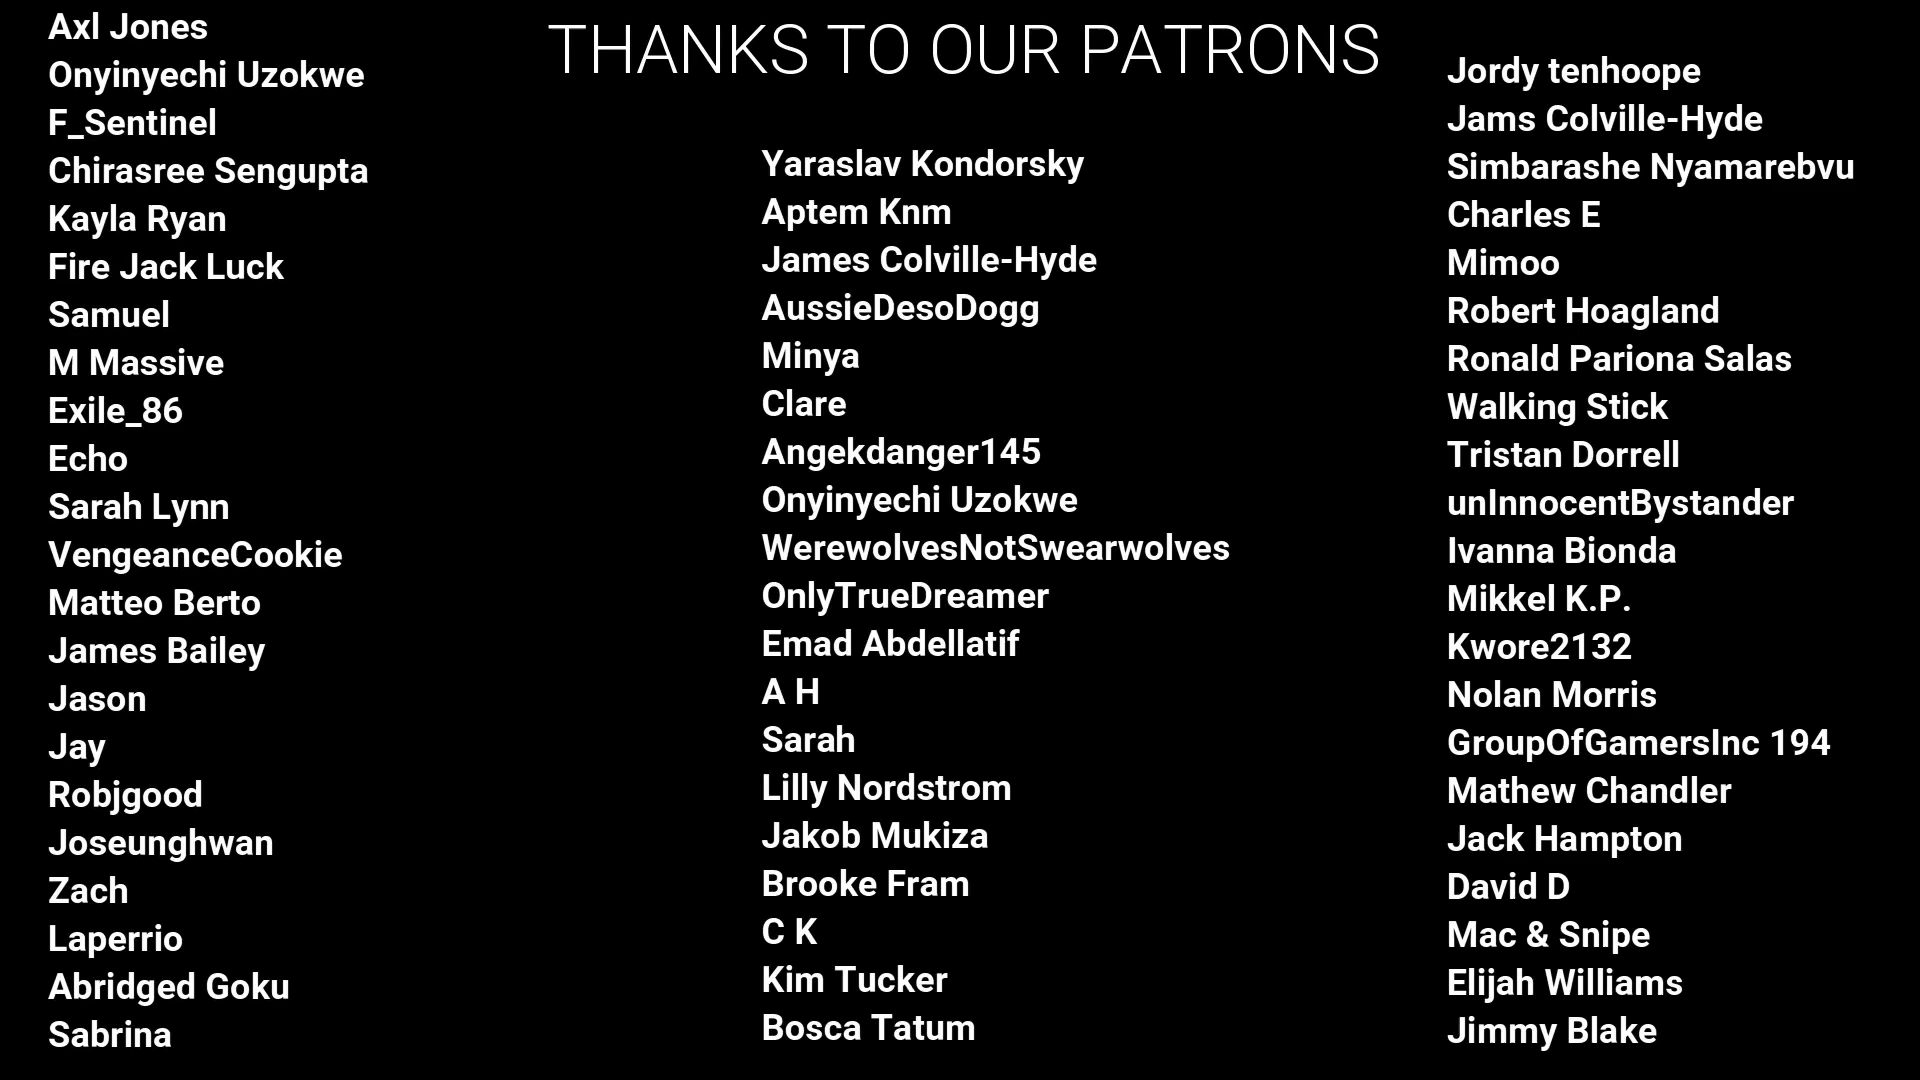 THANKS TO OUR PATRONS
Axl Jones
Onyinyechi Uzokwe
F_Sentinel
Chirasree Sengupta
Kayla Ryan
Fire Jack Luck
Samuel
M Massive
Exile_86
Echo
Sarah Lynn
VengeanceCookie
Matteo Berto
James Bailey
Jason
Jay
Robjgood
Joseunghwan
Zach
Laperrio
Abridged Goku
Sabrina
Yaraslav Kondorsky
Aptem Knm
James Colville-Hyde
AussieDesoDogg
Minya
Clare
Angekdanger145
Onyinyechi Uzokwe
WerewolvesNotSwearwolves
OnlyTrueDreamer
Emad Abdellatif
A H
Sarah
Lilly Nordstrom
Jakob Mukiza
Brooke Fram
C K
Kim Tucker
Bosca Tatum
Jordy tenhoope
Jams Colville-Hyde
Simbarashe Nyamarebvu
Charles E
Mimoo
Robert Hoagland
Ronald Pariona Salas
Walking Stick
Tristan Dorrell
unInnocentBystander
Ivanna Bionda
Mikkel K.P.
Kwore2132
Nolan Morris
GroupOfGamersInc 194
Mathew Chandler
Jack Hampton
David D
Mac & Snipe
Elijah Williams
Jimmy Blake